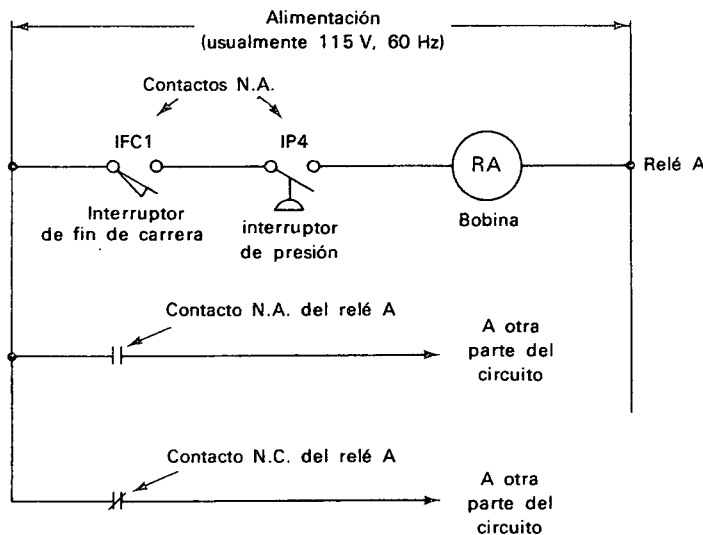 Alimentación
(usualmente 115 V, 60 Hz)
Contactos N.A.
IFC1
IP4
RA
Relé A
Interruptor
de fin de carrera
interruptor
de presión
Bobina
Contacto N.A. del relé A
A otra
parte del
circuito
Contacto N.C. del relé A
A otra
parte del
circuito